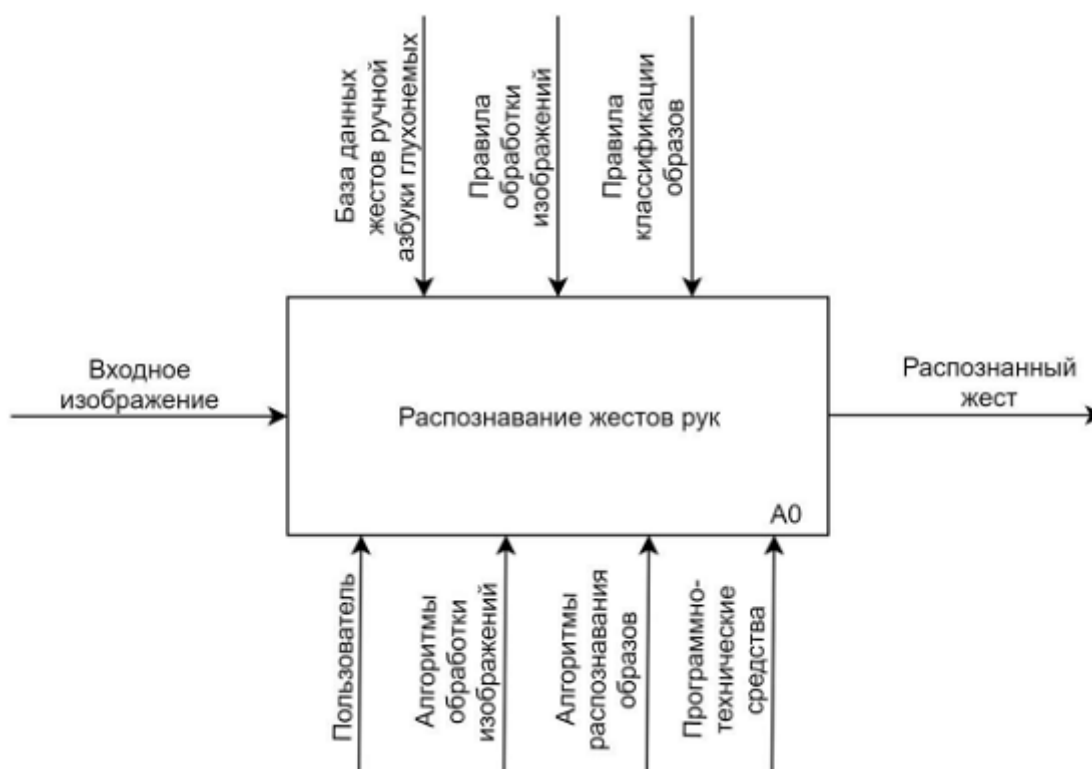 База данных
жестов ручной
азбуки глухонемых
Правила
обработки
изображений
Правила
классификации
образов
Входное
изображение
Распознавание жестов рук
Распознанный
жест
A0
Пользователь
Алгоритмы
обработки
изображений
Алгоритмы
распознавания
образов
Программно-
технические
средства